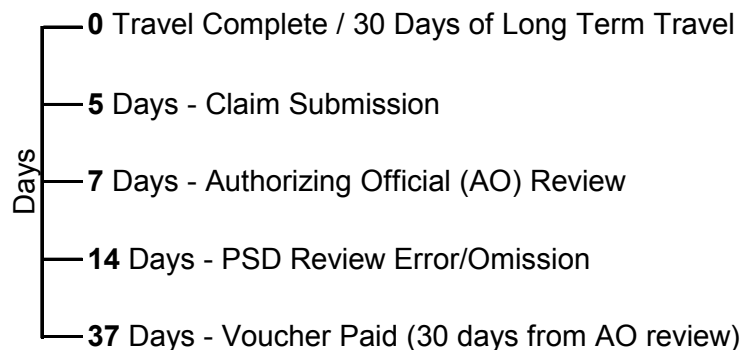 0 Travel Complete / 30 Days of Long Term Travel
5 Days - Claim Submission
Days
7 Days - Authorizing Official (AO) Review
14 Days - PSD Review Error/Omission
37 Days - Voucher Paid (30 days from AO review)